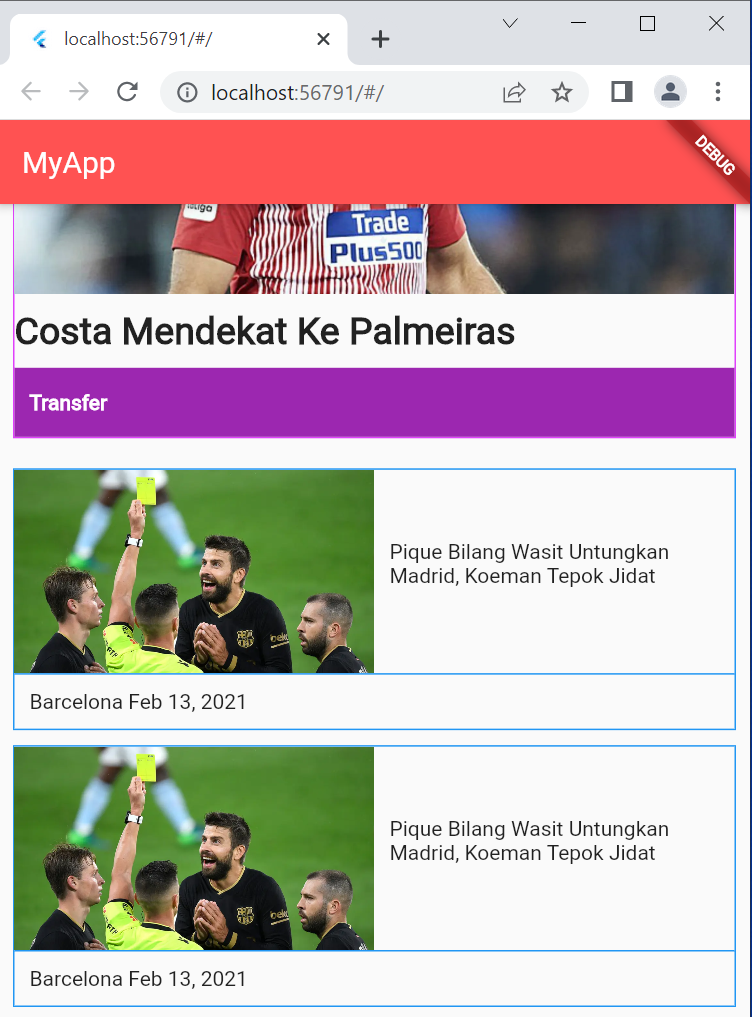 localhost:56791/#/
localhost:56791/#/
MyApp
DEBUG
laliga
Trade
Plus500
Costa Mendekat Ke Palmeiras
Transfer
Pique Bilang Wasit Untungkan
Madrid, Koeman Tepok Jidat
Barcelona Feb 13, 2021
Pique Bilang Wasit Untungkan
Madrid, Koeman Tepok Jidat
Barcelona Feb 13, 2021